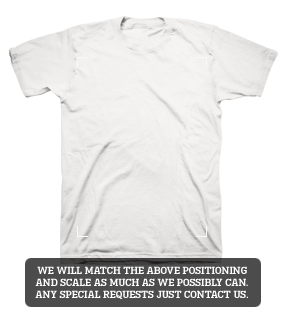 WE WILL MATCH THE ABOVE POSITIONING
AND SCALE AS MUCH AS WE POSSIBLY CAN.
ANY SPECIAL REQUESTS JUST CONTACT US.